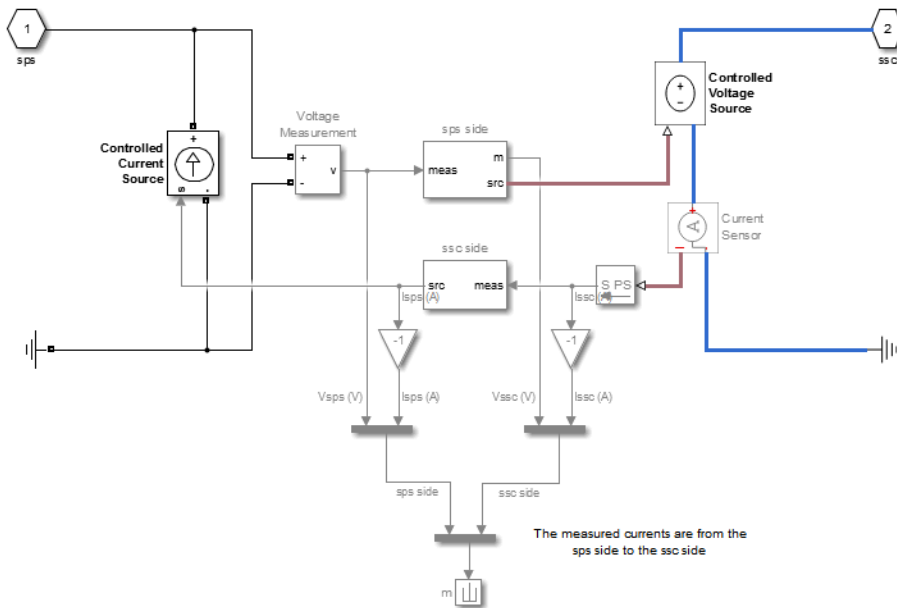 1
sps
2
ssc
Controlled
Voltage
Source
Voltage
Measurement
+
-
v
sps side
meas
m
src
Controlled
Current
Source
+
s
-
+
-
Current
Sensor
+
A
-
ssc side
src
meas
S PS
Isps (A)
Issc (A)
-1
-1
Vsps (V)
Isps (A)
Vssc (V)
Issc (A)
sps side
ssc side
The measured currents are from the
sps side to the ssc side
m